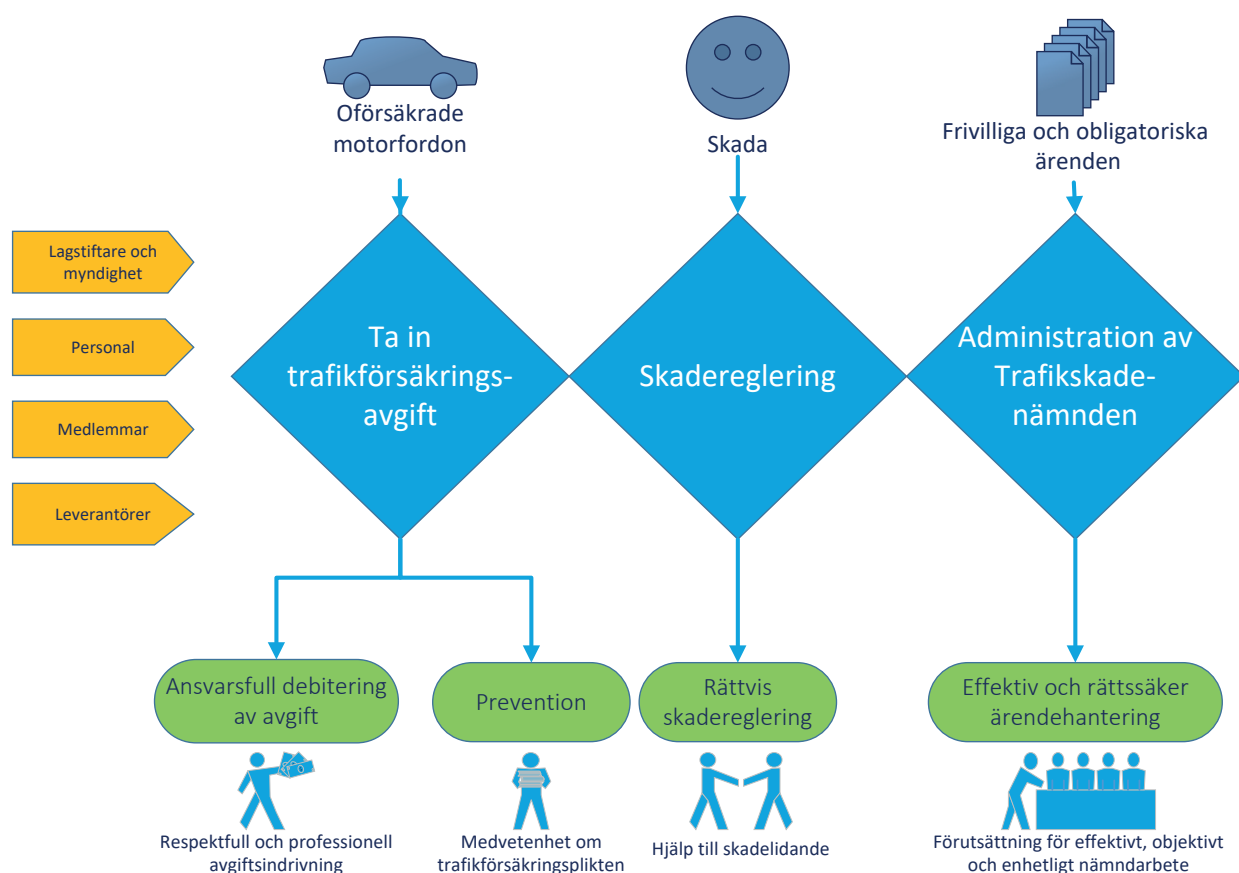 Oförsäkrade
motorfordon
Skada
Frivilliga och obligatoriska
ärenden
Lagstiftare och
myndighet
Personal
Medlemmar
Leverantörer
Ta in
trafikförsäkrings-
avgift
Skadereglering
Administration av
Trafikskade-
nämnden
Ansvarsfull debitering
av avgift
Prevention
Rättvis
skadereglering
Effektiv och rättssäker
ärendehantering
Respektfull och professionell
avgiftsindrivning
Medvetenhet om
trafikförsäkringsplikten
Hjälp till skadelidande
Förutsättning för effektivt, objektivt
och enhetligt nämndarbete